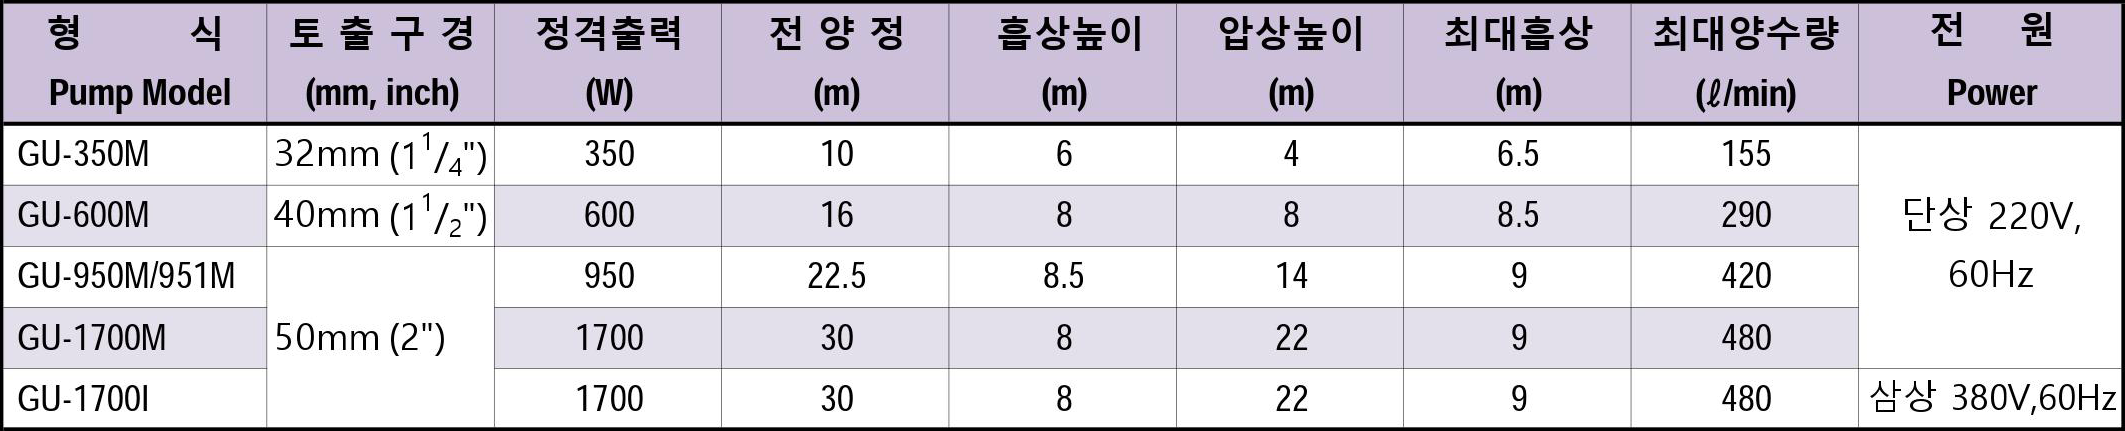 형 식 토출구경 정격출력 전양정 흡상높이 압상높이 최대흡상 최대양수량 전 원
Pump Model (mm, inch) (W) (m) (m) (m) (m) (ℓ/min) Power
GU-350M 32mm (1 1/4") 350 10 6 4 6.5 155
GU-600M 40mm (1 1/2") 600 16 8 8 8.5 290 단상 220V,
GU-950M/951M 950 22.5 8.5 14 9 420 60Hz
GU-1700M 50mm (2") 1700 30 8 22 9 480
GU-1700I 1700 30 8 22 9 480 삼상 380V,60Hz